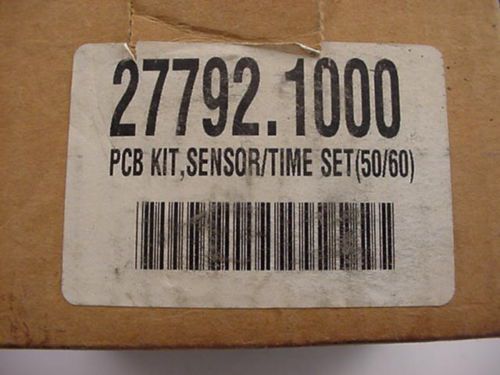 27792.1000
PCB KIT,SENSOR/TIME SET(50/60)